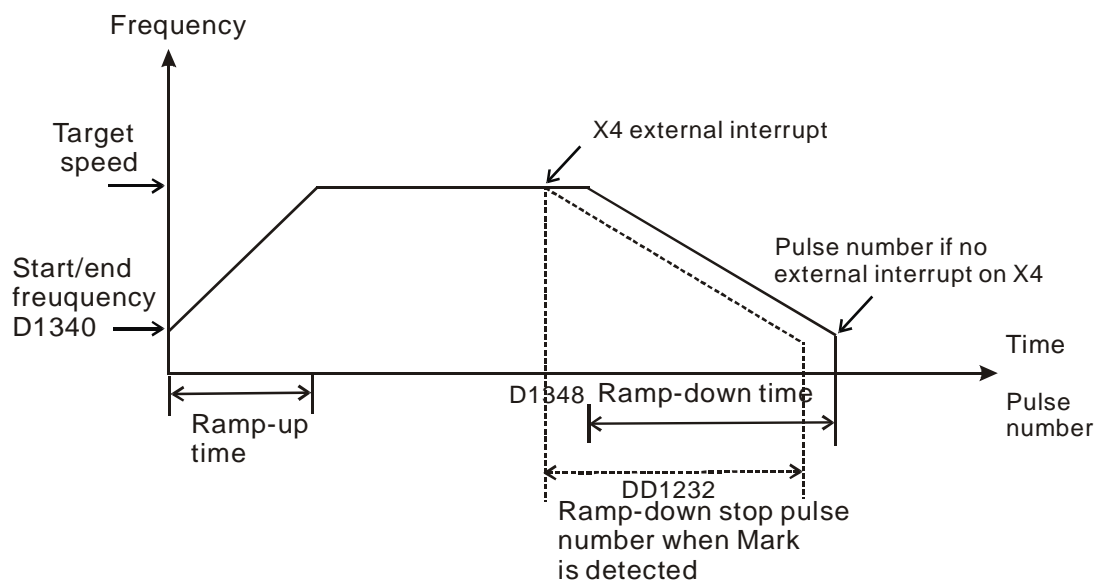 Frequency
Target
speed
X4 external interrupt
Pulse number if no
external interrupt on X4
Start/end
freuquency
D1340
Time
D1348
Ramp-down time
Pulse
number
Ramp-up
time
DD1232
Ramp-down stop pulse
number when Mark
is detected